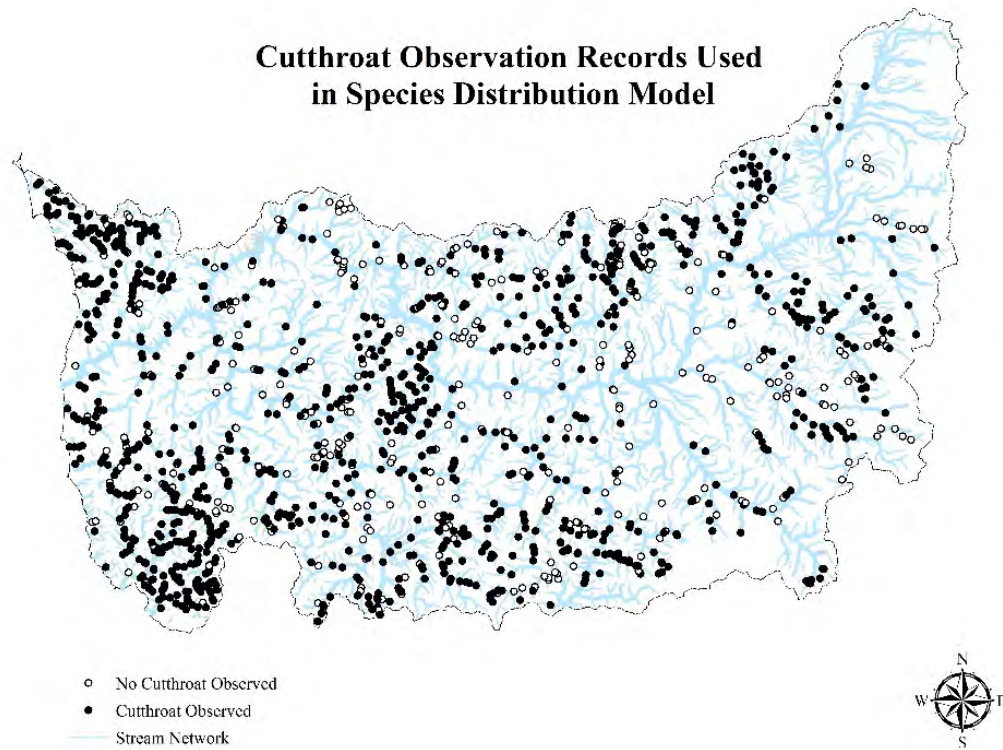 Cutthroat Observation Records Used
in Species Distribution Model
No Cutthroat Observed
Cutthroat Observed
Stream Network
N
W
S